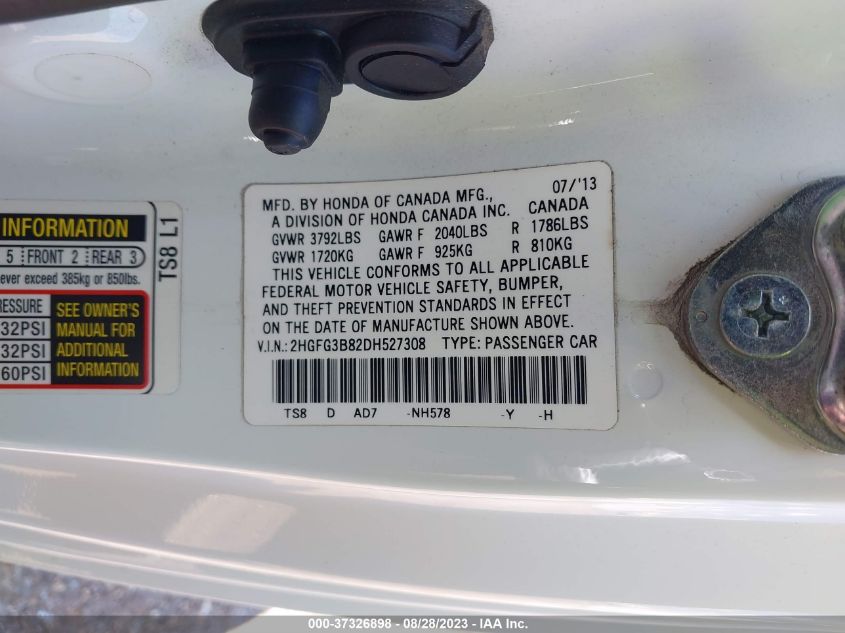 INFORMATION
5 FRONT 2 REAR 3
ever exceed 385kg or 850lbs.
RESSURE
32PSI
32PSI
60PSI
SEE OWNER'S
MANUAL FOR
ADDITIONAL
INFORMATION
TS8 L1
07/'13
MFD. BY HONDA OF CANADA MFG.,
A DIVISION OF HONDA CANADA INC. CANADA
GVWR 3792LBS GAWR F 2040LBS R 1786LBS
GVWR 1720KG GAWR F 925KG R 810KG
THIS VEHICLE CONFORMS TO ALL APPLICABLE
FEDERAL MOTOR VEHICLE SAFETY, BUMPER,
AND THEFT PREVENTION STANDARDS IN EFFECT
ON THE DATE OF MANUFACTURE SHOWN ABOVE.
V.I.N.: 2HGFG3B82DH527308 TYPE: PASSENGER CAR
TS8 D AD7 -NH578 -Y -H
000-37326898 - 08/28/2023 - IAA Inc.